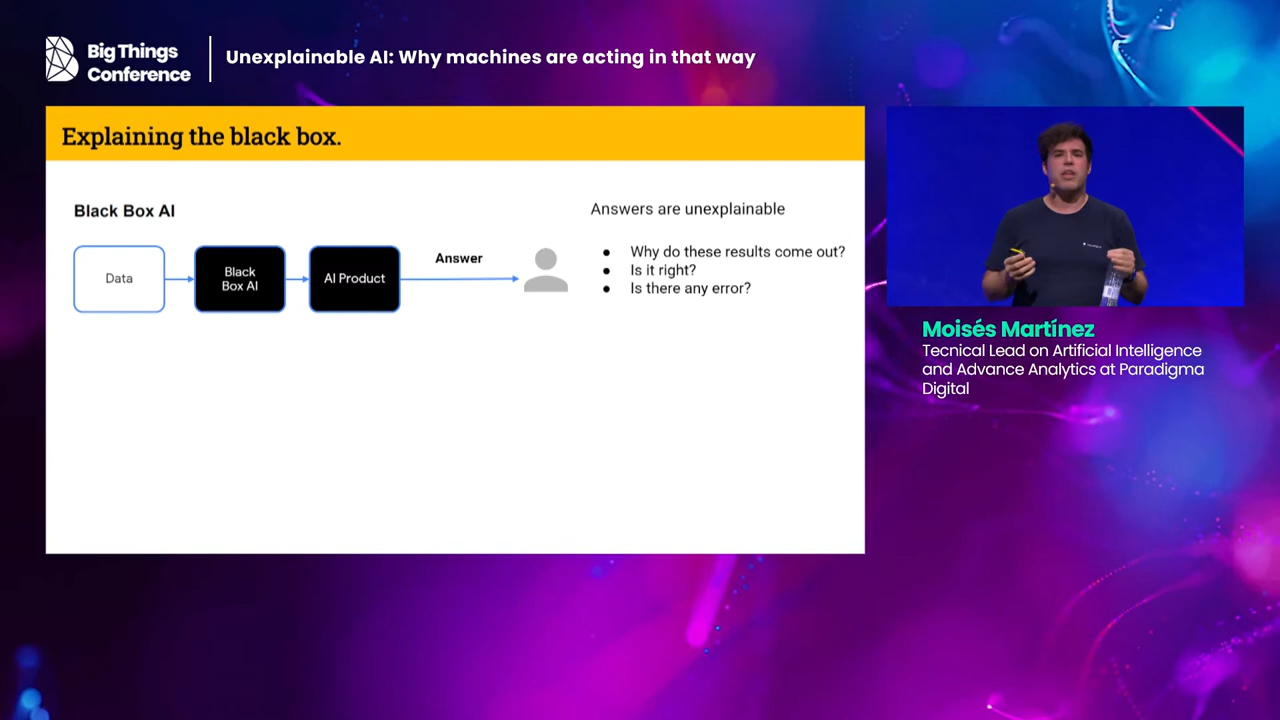 Big Things
Conference
Unexplainable AI: Why machines are acting in that way
Explaining the black box.
Black Box AI
Data
Black
Box AI
AI Product
Answer
Answers are unexplainable
● Why do these results come out?
● Is it right?
● Is there any error?
Moisés Martínez
Tecnical Lead on Artificial Intelligence
and Advance Analytics at Paradigma
Digital